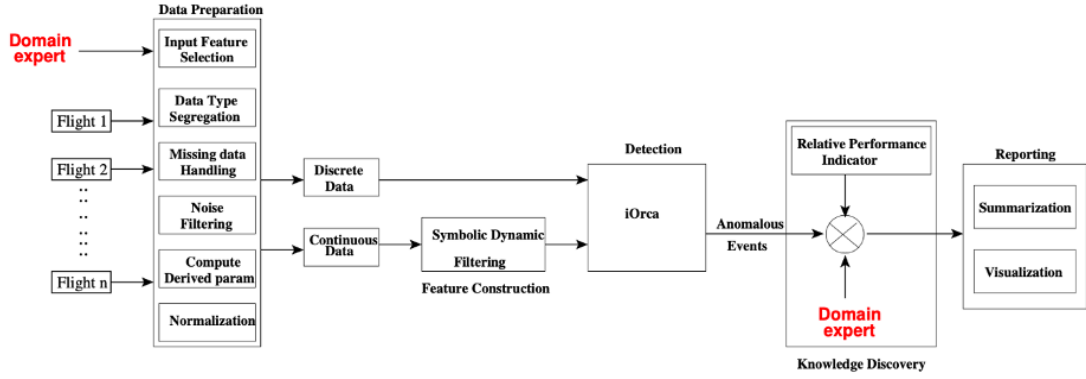 Data Preparation
Domain
expert
Input Feature
Selection
Flight 1
Data Type
Segregation
Flight 2
Missing data
Handling
Noise
Filtering
Flight n
Compute
Derived param
Normalization
Discrete
Data
Continuous
Data
Symbolic Dynamic
Filtering
Feature Construction
Detection
iOrca
Anomalous
Events
Relative Performance
Indicator
Domain
expert
Knowledge Discovery
Reporting
Summarization
Visualization